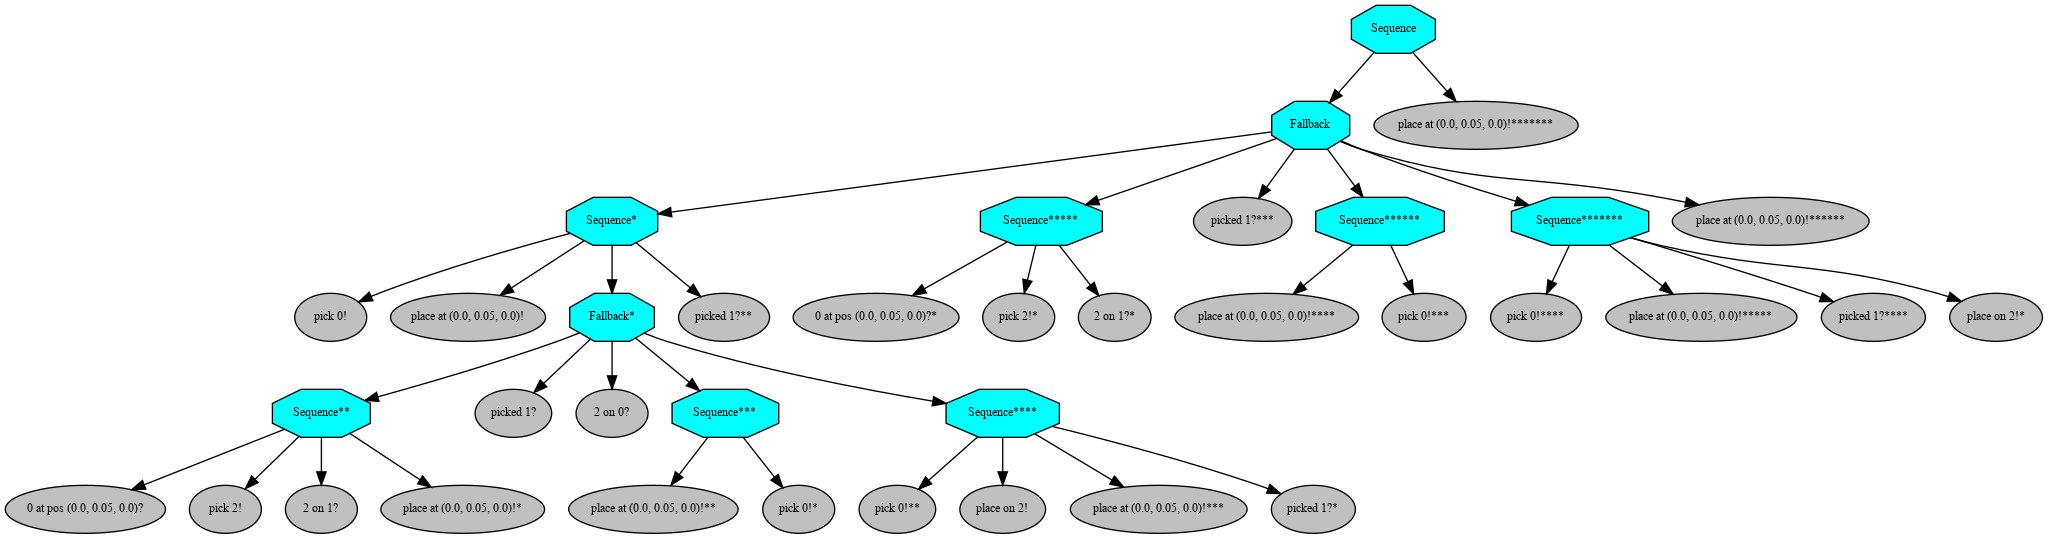 Sequence
Fallback
place at (0.0, 0.05, 0.0)!*******
Sequence*
Sequence*****
picked 1?***
Sequence******
Sequence*******
place at (0.0, 0.05, 0.0)!******
pick 0!
place at (0.0, 0.05, 0.0)!
Fallback*
picked 1?**
0 at pos (0.0, 0.05, 0.0)?*
pick 2!*
2 on 1?*
place at (0.0, 0.05, 0.0)!****
pick 0!***
pick 0!****
place at (0.0, 0.05, 0.0)!*****
picked 1?****
place on 2!*
Sequence**
picked 1?
2 on 0?
Sequence***
Sequence****
0 at pos (0.0, 0.05, 0.0)?
pick 2!
2 on 1?
place at (0.0, 0.05, 0.0)!*
place at (0.0, 0.05, 0.0)!**
pick 0!*
pick 0!**
place on 2!
place at (0.0, 0.05, 0.0)!***
picked 1?*